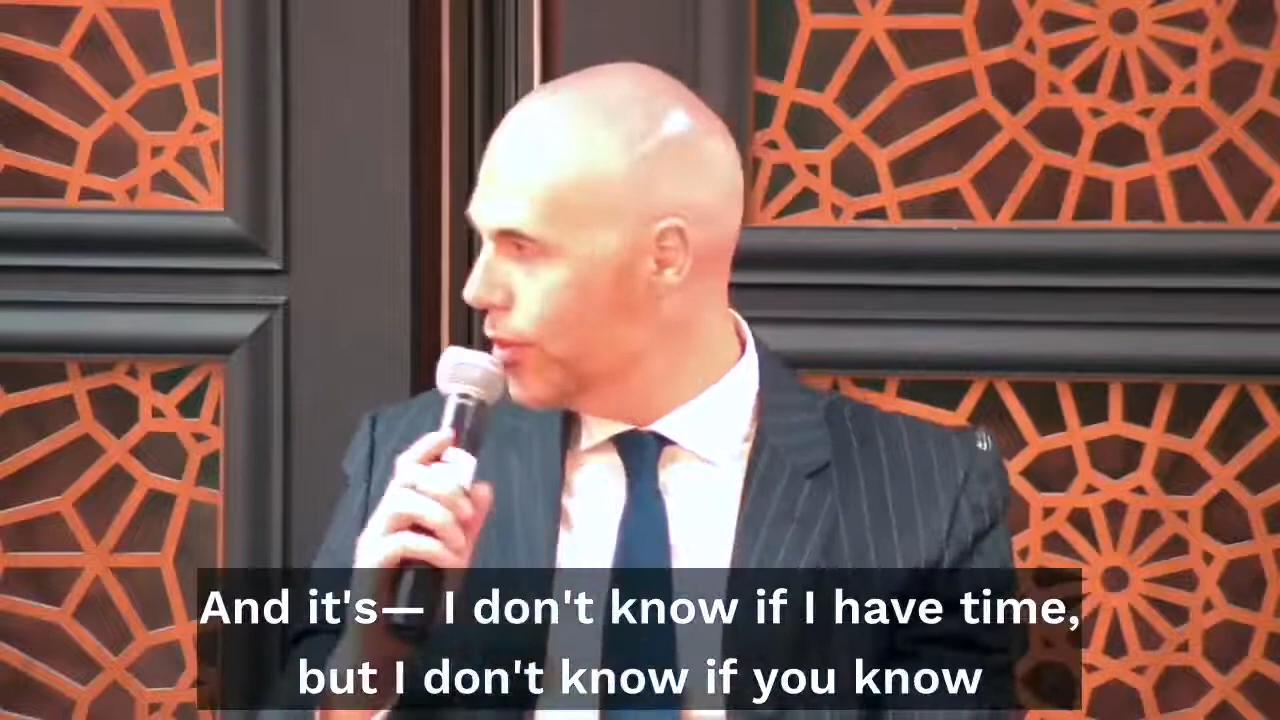 And it's— I don't know if I have time,
but I don't know if you know